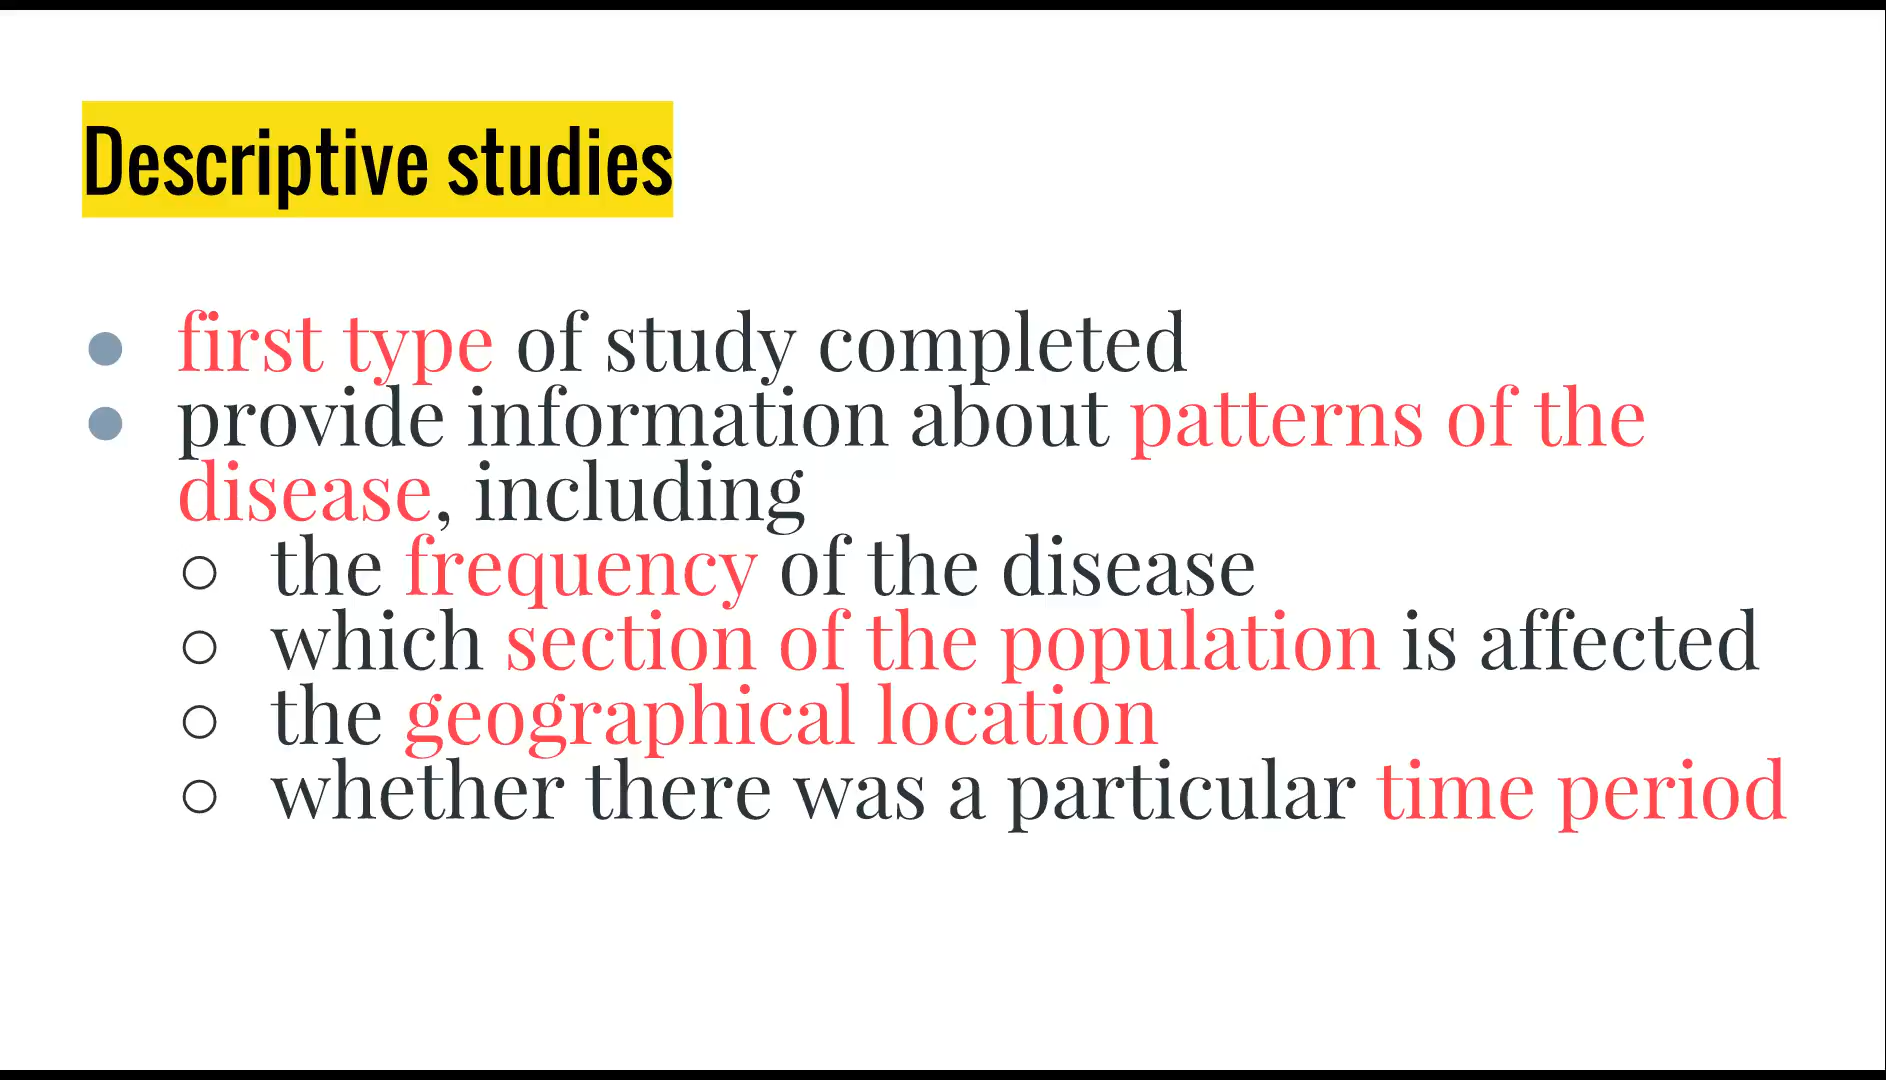 Descriptive studies
● first type of study completed
● provide information about patterns of the
disease, including
○ the frequency of the disease
○ which section of the population is affected
○ the geographical location
○ whether there was a particular time period